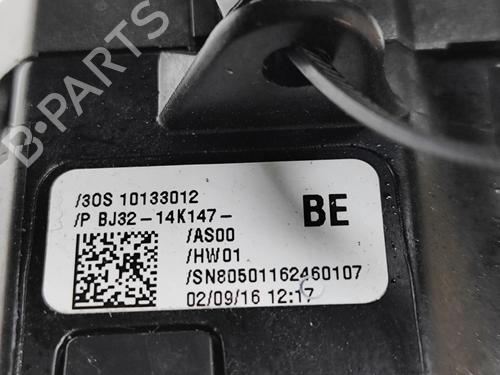 B-PARTS
/3OS 10133012
/P BJ32-14K147-
BE
/AS00
/HW01
/SN80501162460107
02/09/16 12:17